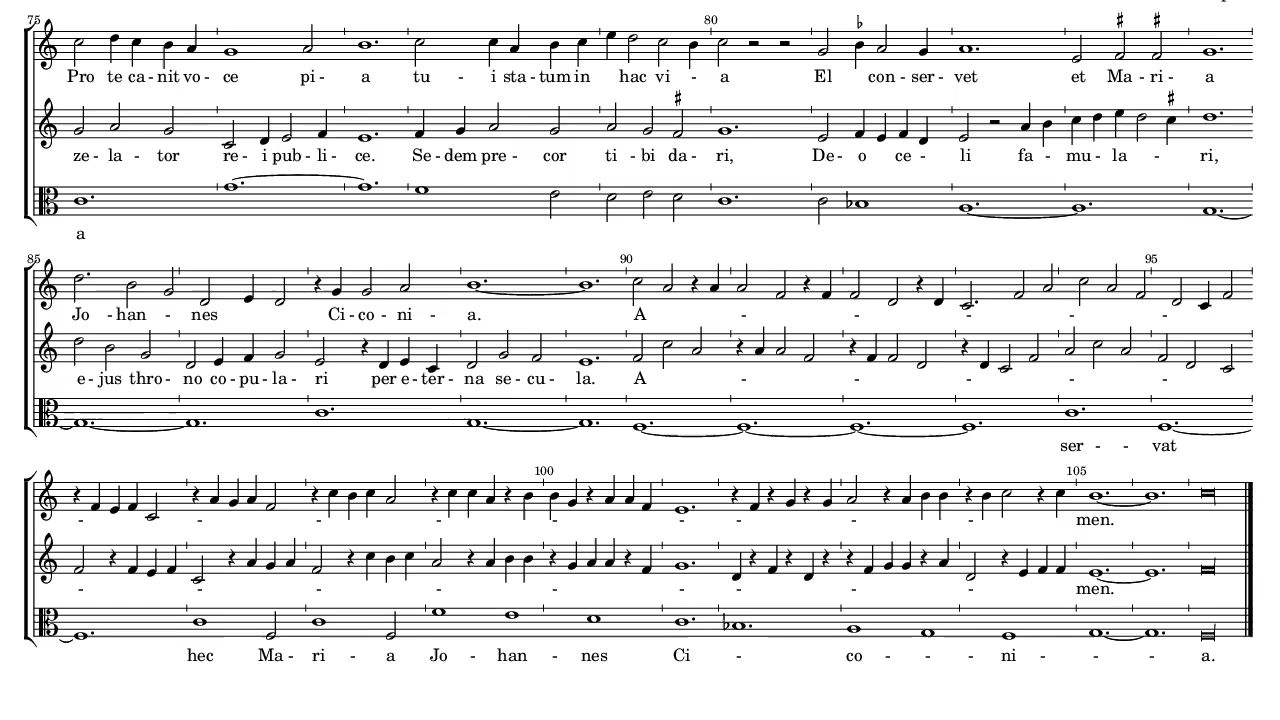 75 80
Pro te ca - nit vo - ce pi - a tu - i sta - tum in hac vi - a El con - ser - vet et Ma - ri - a
ze - la - tor re - i pub - li - ce. Se - dem pre - cor ti - bi da - ri, De - o ce - li fa - mu - la - ri,
a
85 90 95
Jo - han - nes Ci - co - ni - a. A - - - - - -
e - jus thro - no co - pu - la - ri per e - ter - na se - cu - la. A - - - - - -
ser - vat
100 105
- - - - - - - - - men.
- - - - - - - - - men.
hec Ma - ri - a Jo - han - nes Ci - co - - ni - - a.